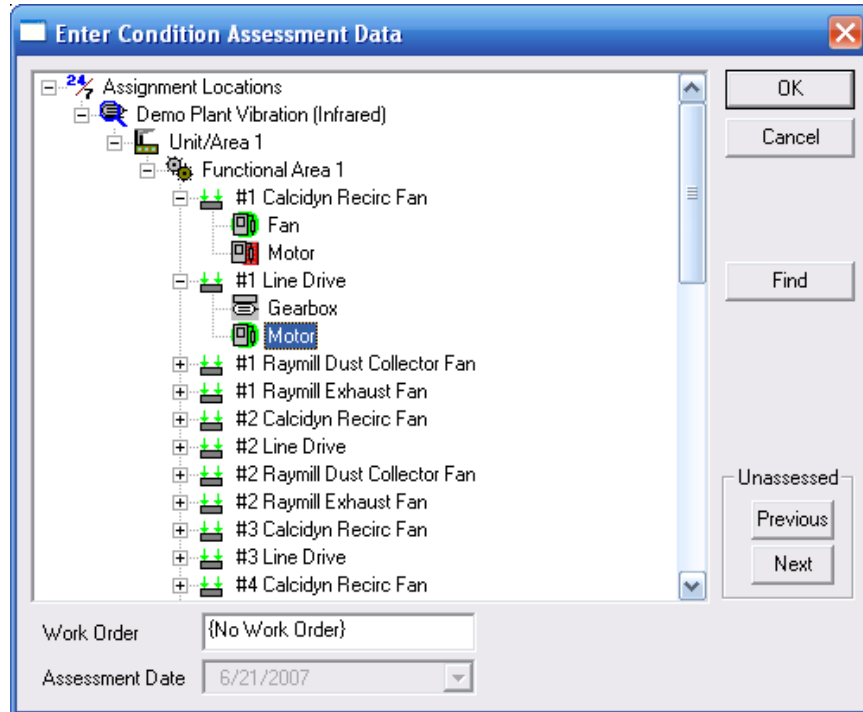 Enter Condition Assessment Data
24/7 Assignment Locations
Demo Plant Vibration (Infrared)
Unit/Area 1
Functional Area 1
#1 Calcidyn Recirc Fan
Fan
Motor
#1 Line Drive
Gearbox
Motor
#1 Raymill Dust Collector Fan
#1 Raymill Exhaust Fan
#2 Calcidyn Recirc Fan
#2 Line Drive
#2 Raymill Dust Collector Fan
#2 Raymill Exhaust Fan
#3 Calcidyn Recirc Fan
#3 Line Drive
#4 Calcidyn Recirc Fan
OK
Cancel
Find
Unassessed
Previous
Next
Work Order
{No Work Order}
Assessment Date
6/21/2007